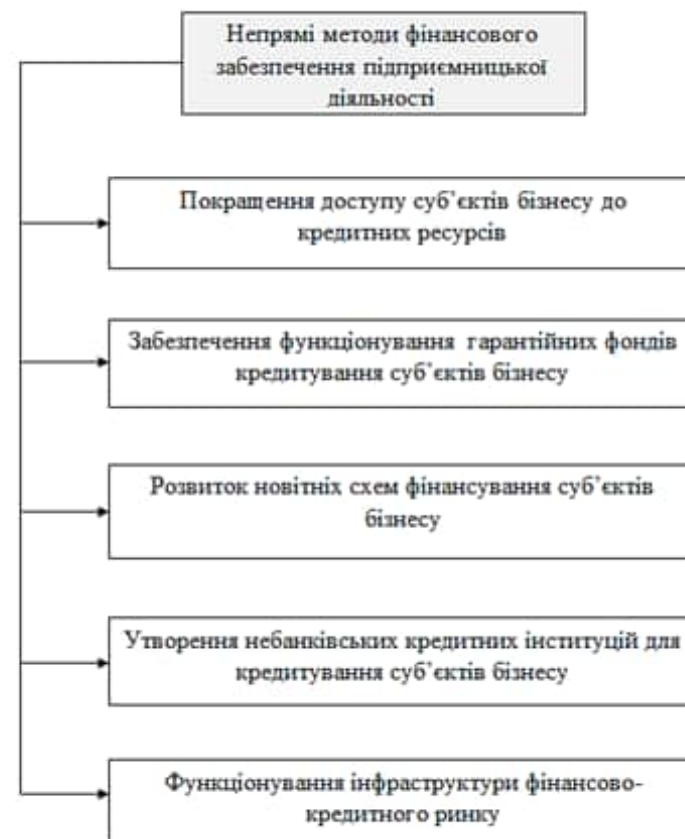 Непрямі методи фінансового
забезпечення підприємницької
діяльності
Покращення доступу суб’єктів бізнесу до
кредитних ресурсів
Забезпечення функціонування гарантійних фондів
кредитування суб’єктів бізнесу
Розвиток новітніх схем фінансування суб’єктів
бізнесу
Утворення небанківських кредитних інституцій для
кредитування суб’єктів бізнесу
Функціонування інфраструктури фінансово-
кредитного ринку